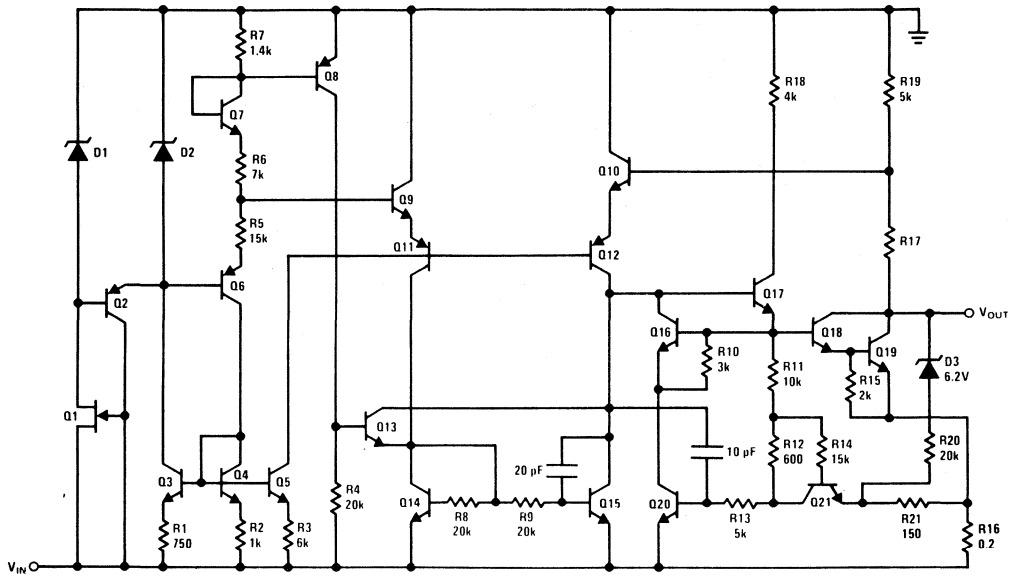 R7
1.4k
Q8
R18
4k
R19
5k
Q7
D1
D2
R6
7k
Q10
Q9
R5
15k
Q11
R17
Q12
Q6
Q2
Q17
VOUT
Q16
Q18
R10
3k
R11
10k
Q19
D3
6.2V
R15
2k
Q1
Q13
20 pF
10 pF
R12
600
R14
15k
R20
20k
Q3
Q4
Q5
R4
20k
Q14
R8
20k
R9
20k
Q15
Q20
R13
5k
Q21
R21
150
R16
0.2
R1
750
R2
1k
R3
6k
VIN